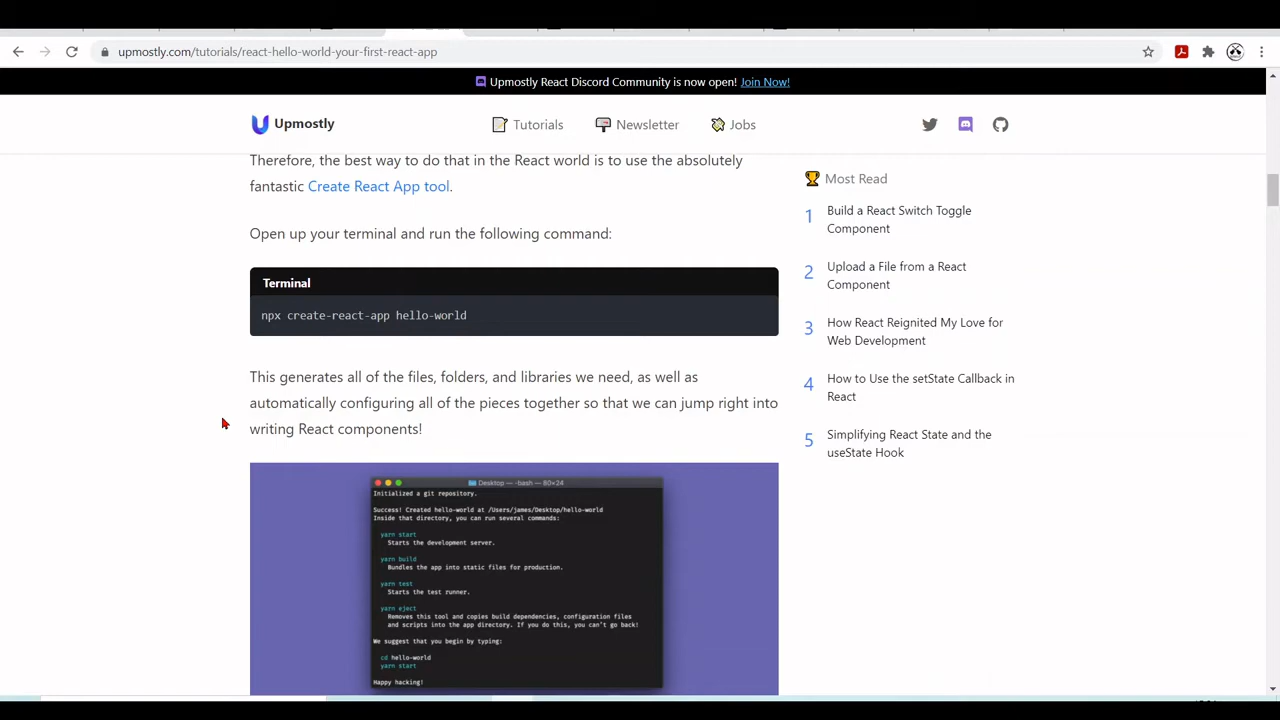 upmostly.com/tutorials/react-hello-world-your-first-react-app
Upmostly React Discord Community is now open! Join Now!
Upmostly
Tutorials
Newsletter
Jobs
Therefore, the best way to do that in the React world is to use the absolutely
fantastic Create React App tool.
Open up your terminal and run the following command:
Terminal
npx create-react-app hello-world
This generates all of the files, folders, and libraries we need, as well as
automatically configuring all of the pieces together so that we can jump right into
writing React components!
Desktop — -bash — 80×24
Initialized a git repository.
Success! Created hello-world at /Users/james/Desktop/hello-world
Inside that directory, you can run several commands:
yarn start
Starts the development server.
yarn build
Bundles the app into static files for production.
yarn test
Starts the test runner.
yarn eject
Removes this tool and copies build dependencies, configuration files
and scripts into the app directory. If you do this, you can't go back!
We suggest that you begin by typing:
cd hello-world
yarn start
Happy hacking!
Most Read
1 Build a React Switch Toggle
Component
2 Upload a File from a React
Component
3 How React Reignited My Love for
Web Development
4 How to Use the setState Callback in
React
5 Simplifying React State and the
useState Hook